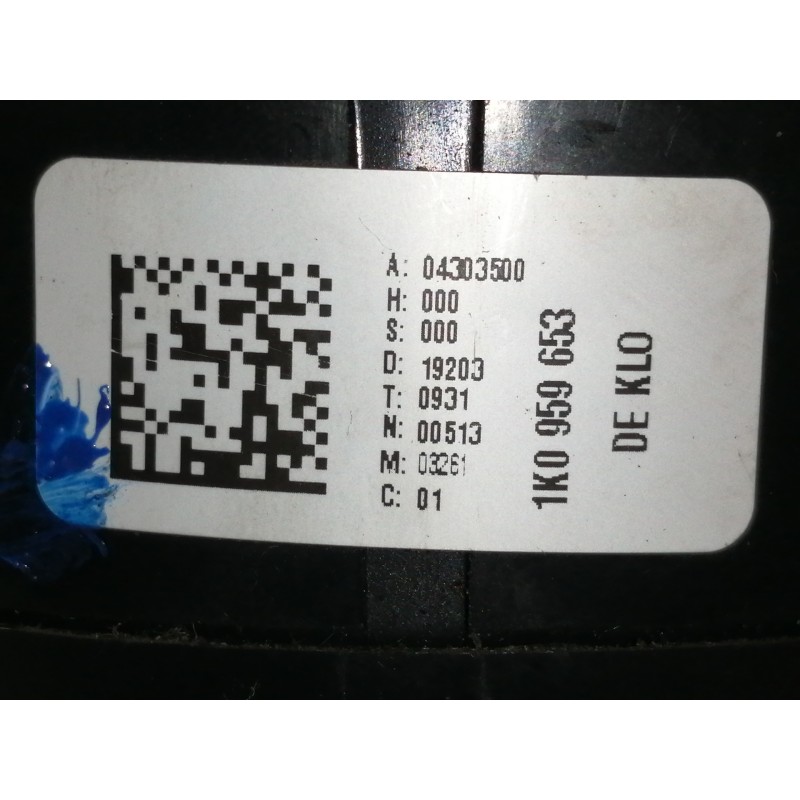 A: 04303500
H: 000
S: 000
D: 19203
T: 0931
N: 00513
M: 03261
C: 01
1K0 959 653
DE KLO